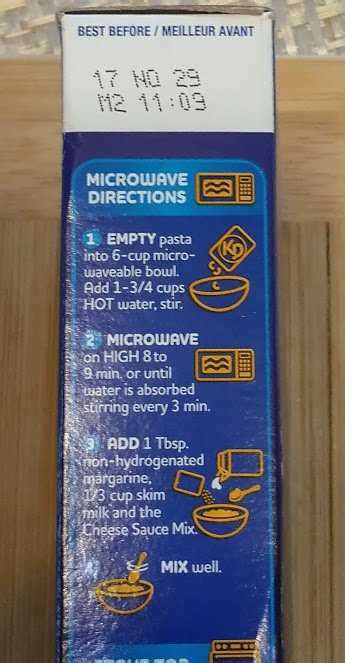 BEST BEFORE / MEILLEUR AVANT
17 NO 29
M2 11:09
MICROWAVE
DIRECTIONS
1 EMPTY pasta
into 6-cup micro-
waveable bowl.
Add 1-3/4 cups
HOT water, stir.
KD
2 MICROWAVE
on HIGH 8 to
9 min. or until
water is absorbed
stirring every 3 min.
3 ADD 1 Tbsp.
non-hydrogenated
margarine,
1/3 cup skim
milk and the
Cheese Sauce Mix.
4 MIX well.
STOVE TOP